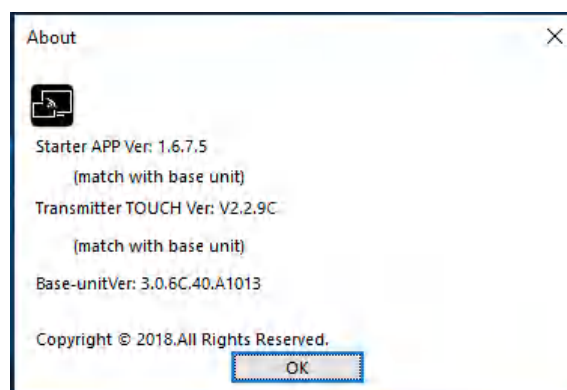 About
Starter APP Ver: 1.6.7.5
(match with base unit)
Transmitter TOUCH Ver: V2.2.9C
(match with base unit)
Base-unitVer: 3.0.6C.40.A1013
Copyright © 2018.All Rights Reserved.
OK